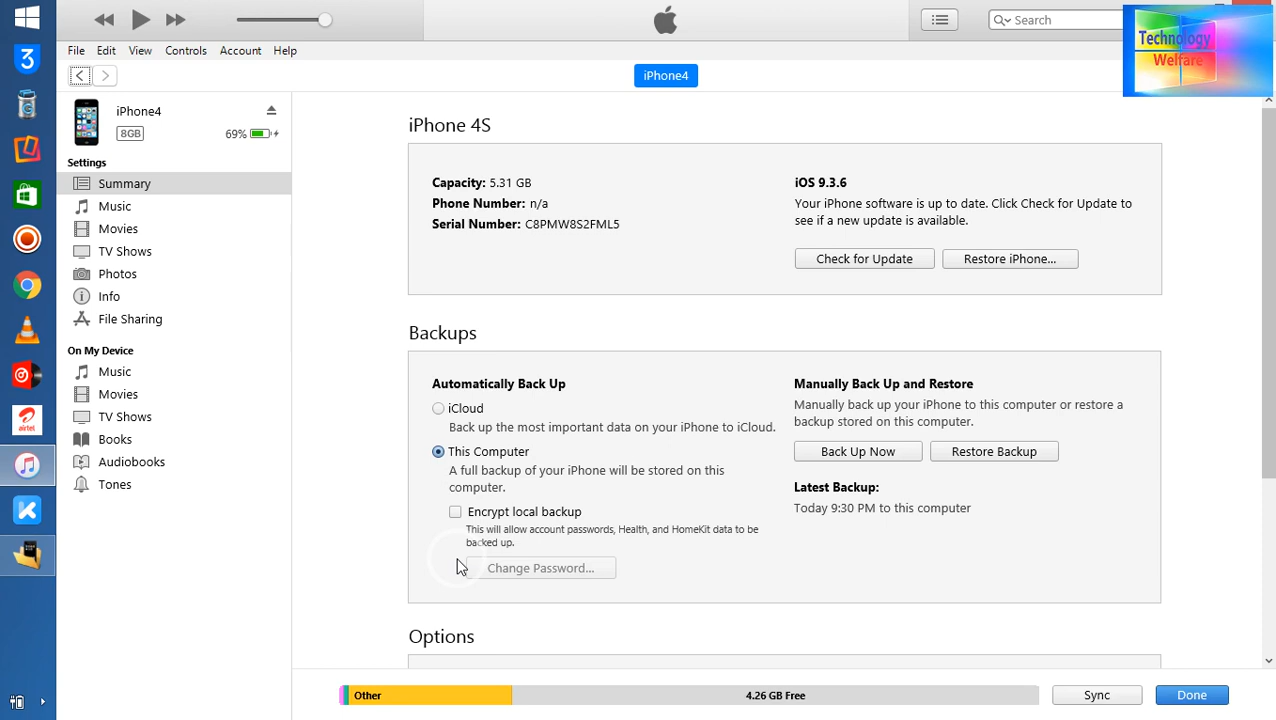 Search
Technology
Welfare
File Edit View Controls Account Help
iPhone4
iPhone4
8GB
69%
Settings
Summary
Music
Movies
TV Shows
Photos
Info
File Sharing
On My Device
Music
Movies
TV Shows
Books
Audiobooks
Tones
iPhone 4S
Capacity: 5.31 GB
Phone Number: n/a
Serial Number: C8PMW8S2FML5
iOS 9.3.6
Your iPhone software is up to date. Click Check for Update to
see if a new update is available.
Check for Update Restore iPhone...
Backups
Automatically Back Up
iCloud
Back up the most important data on your iPhone to iCloud.
This Computer
A full backup of your iPhone will be stored on this
computer.
Encrypt local backup
This will allow account passwords, Health, and HomeKit data to be
backed up.
Change Password...
Manually Back Up and Restore
Manually back up your iPhone to this computer or restore a
backup stored on this computer.
Back Up Now Restore Backup
Latest Backup:
Today 9:30 PM to this computer
Options
Other 4.26 GB Free Sync Done
3
airtel